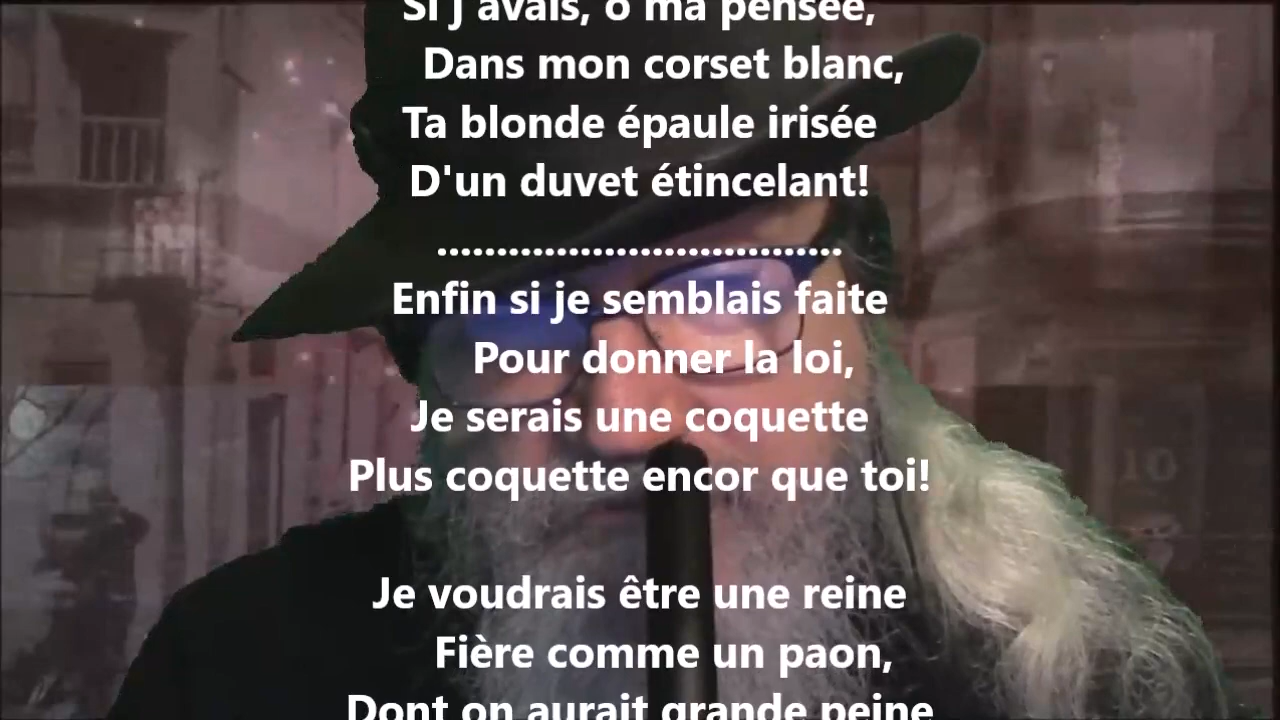 Si j'avais, ô ma pensée,
Dans mon corset blanc,
Ta blonde épaule irisée
D'un duvet étincelant!
..................................
Enfin si je semblais faite
Pour donner la loi,
Je serais une coquette
Plus coquette encor que toi!
Je voudrais être une reine
Fière comme un paon,
Dont on aurait grande peine
10